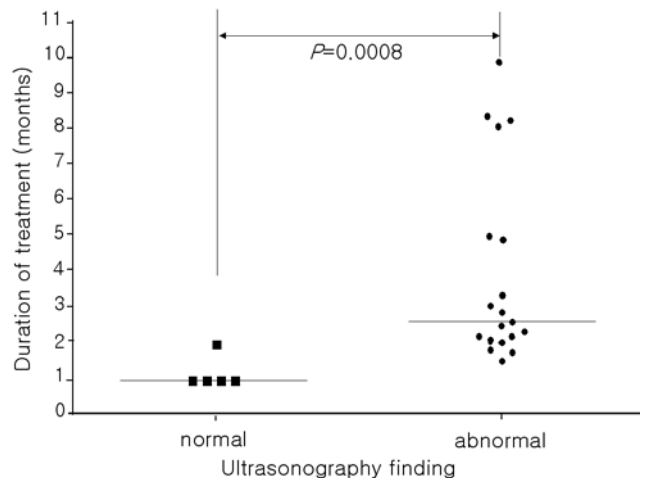 11
10
9
8
7
6
5
4
3
2
1
0
Duration of treatment (months)
P=0.0008
normal
abnormal
Ultrasonography finding